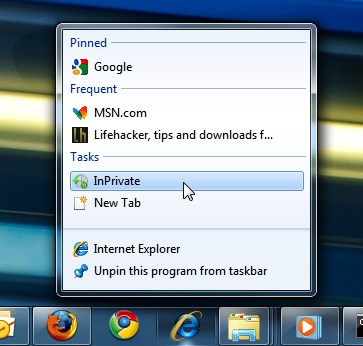 Pinned
Google
Frequent
MSN.com
Lifehacker, tips and downloads f...
Tasks
InPrivate
New Tab
Internet Explorer
Unpin this program from taskbar